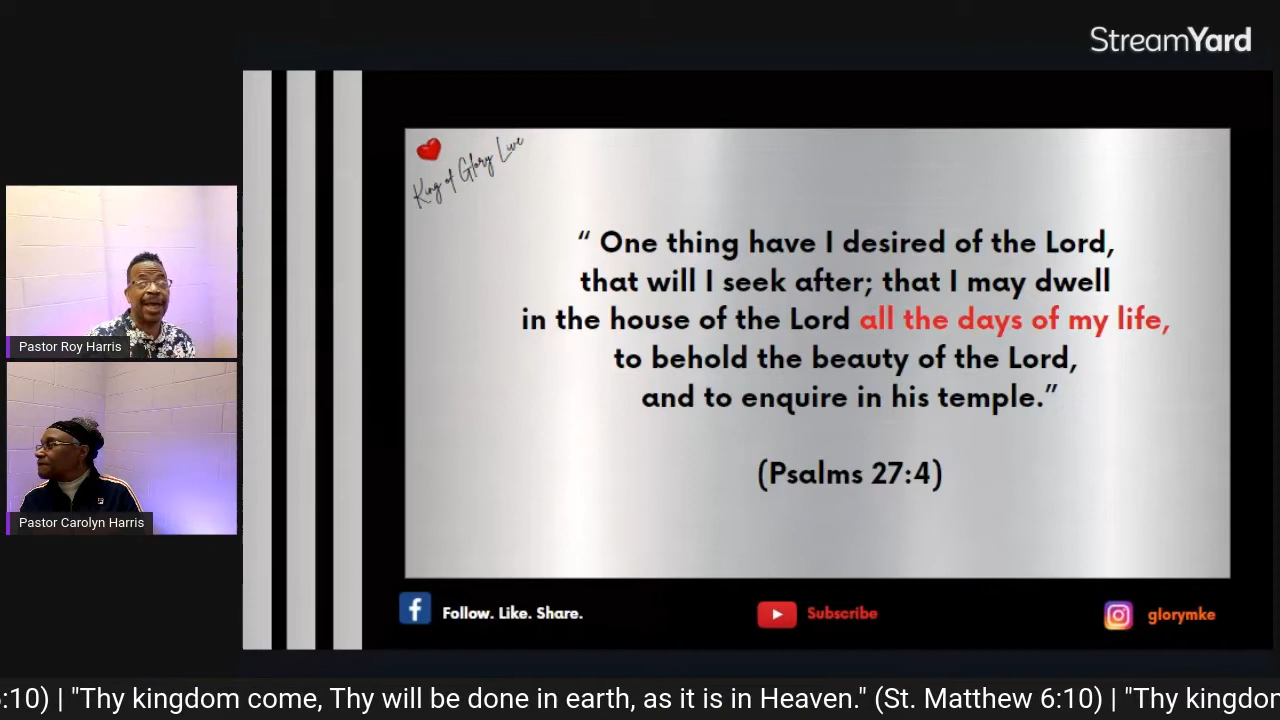 StreamYard
King of Glory Live
“ One thing have I desired of the Lord,
that will I seek after; that I may dwell
in the house of the Lord all the days of my life,
to behold the beauty of the Lord,
and to enquire in his temple.”
(Psalms 27:4)
Pastor Roy Harris
Pastor Carolyn Harris
Follow. Like. Share.
Subscribe
glorymke
:10) | "Thy kingdom come, Thy will be done in earth, as it is in Heaven." (St. Matthew 6:10) | "Thy kingdom